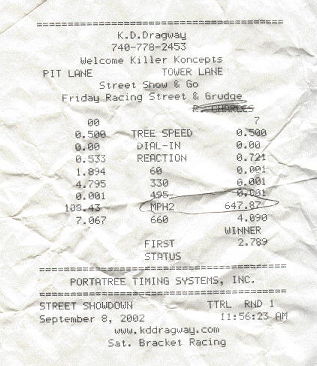 K.D.Dragway
740-778-2453
Welcome Killer Koncepts
PIT LANE TOWER LANE
Street Show & Go
Friday Racing Street & Grudge
R. CHARLES
00 7
0.500 TREE SPEED 0.500
0.00 DIAL-IN 0.00
0.533 REACTION 0.721
1.894 60 0.001
4.795 330 0.001
0.001 495 0.001
103.43 MPH2 647.87
7.067 660 4.090
WINNER
FIRST 2.789
STATUS
PORTATREE TIMING SYSTEMS, INC.
STREET SHOWDOWN TTRL RND 1
September 8, 2002 11:56:23 AM
www.kddragway.com
Sat. Bracket Racing